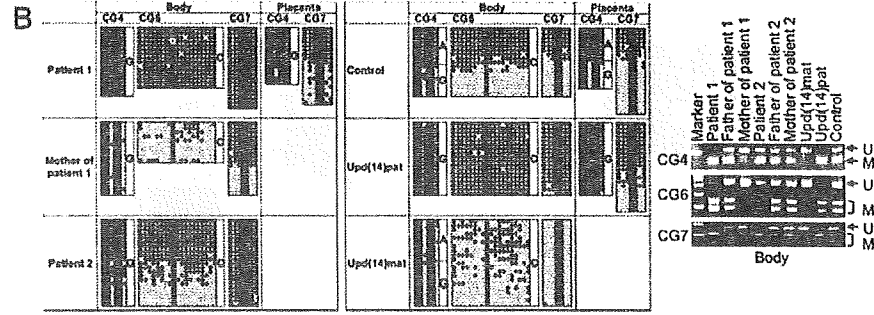 B
Body Placenta
CG4 CG6 CG7 CG4 CG7
Patient 1
G C G
Mother of patient 1
G C
Patient 2
G C
Body Placenta
CG4 CG6 CG7 CG4 CG7
Control
A G C A G
Upd(14)pat
G C G
Upd(14)mat
A G C
Marker
Patient 1
Father of patient 1
Mother of patient 1
Patient 2
Father of patient 2
Mother of patient 2
Upd(14)mat
Upd(14)pat
Control
CG4 U
M
CG6 U
M
CG7 U
M
Body